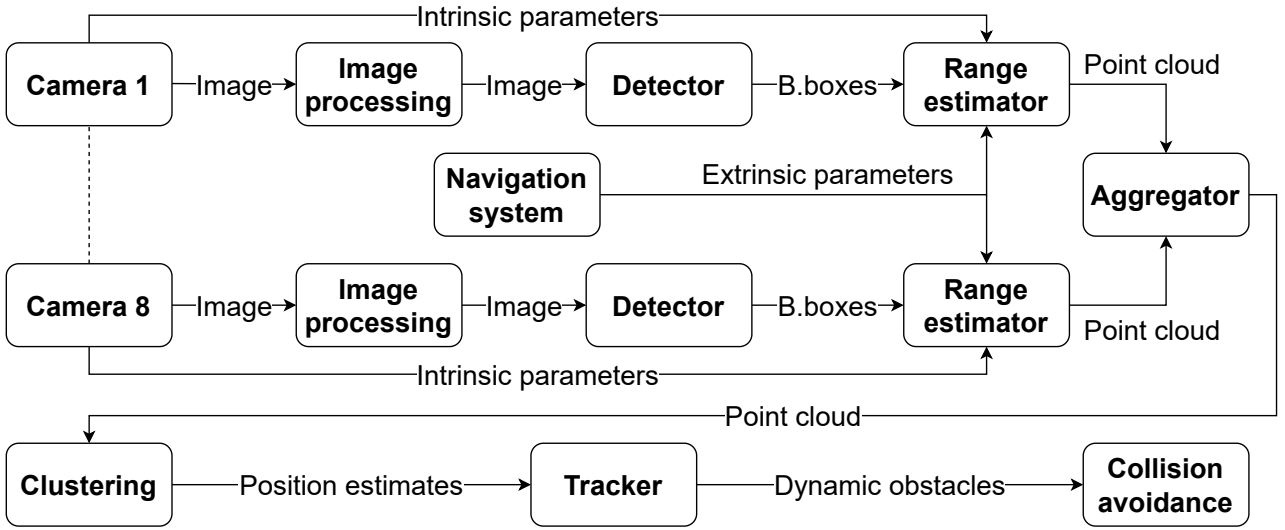 Intrinsic parameters
Camera 1
Image
Image
processing
Image
Detector
B.boxes
Range
estimator
Point cloud
Navigation
system
Extrinsic parameters
Aggregator
Camera 8
Image
Image
processing
Image
Detector
B.boxes
Range
estimator
Point cloud
Intrinsic parameters
Point cloud
Clustering
Position estimates
Tracker
Dynamic obstacles
Collision
avoidance